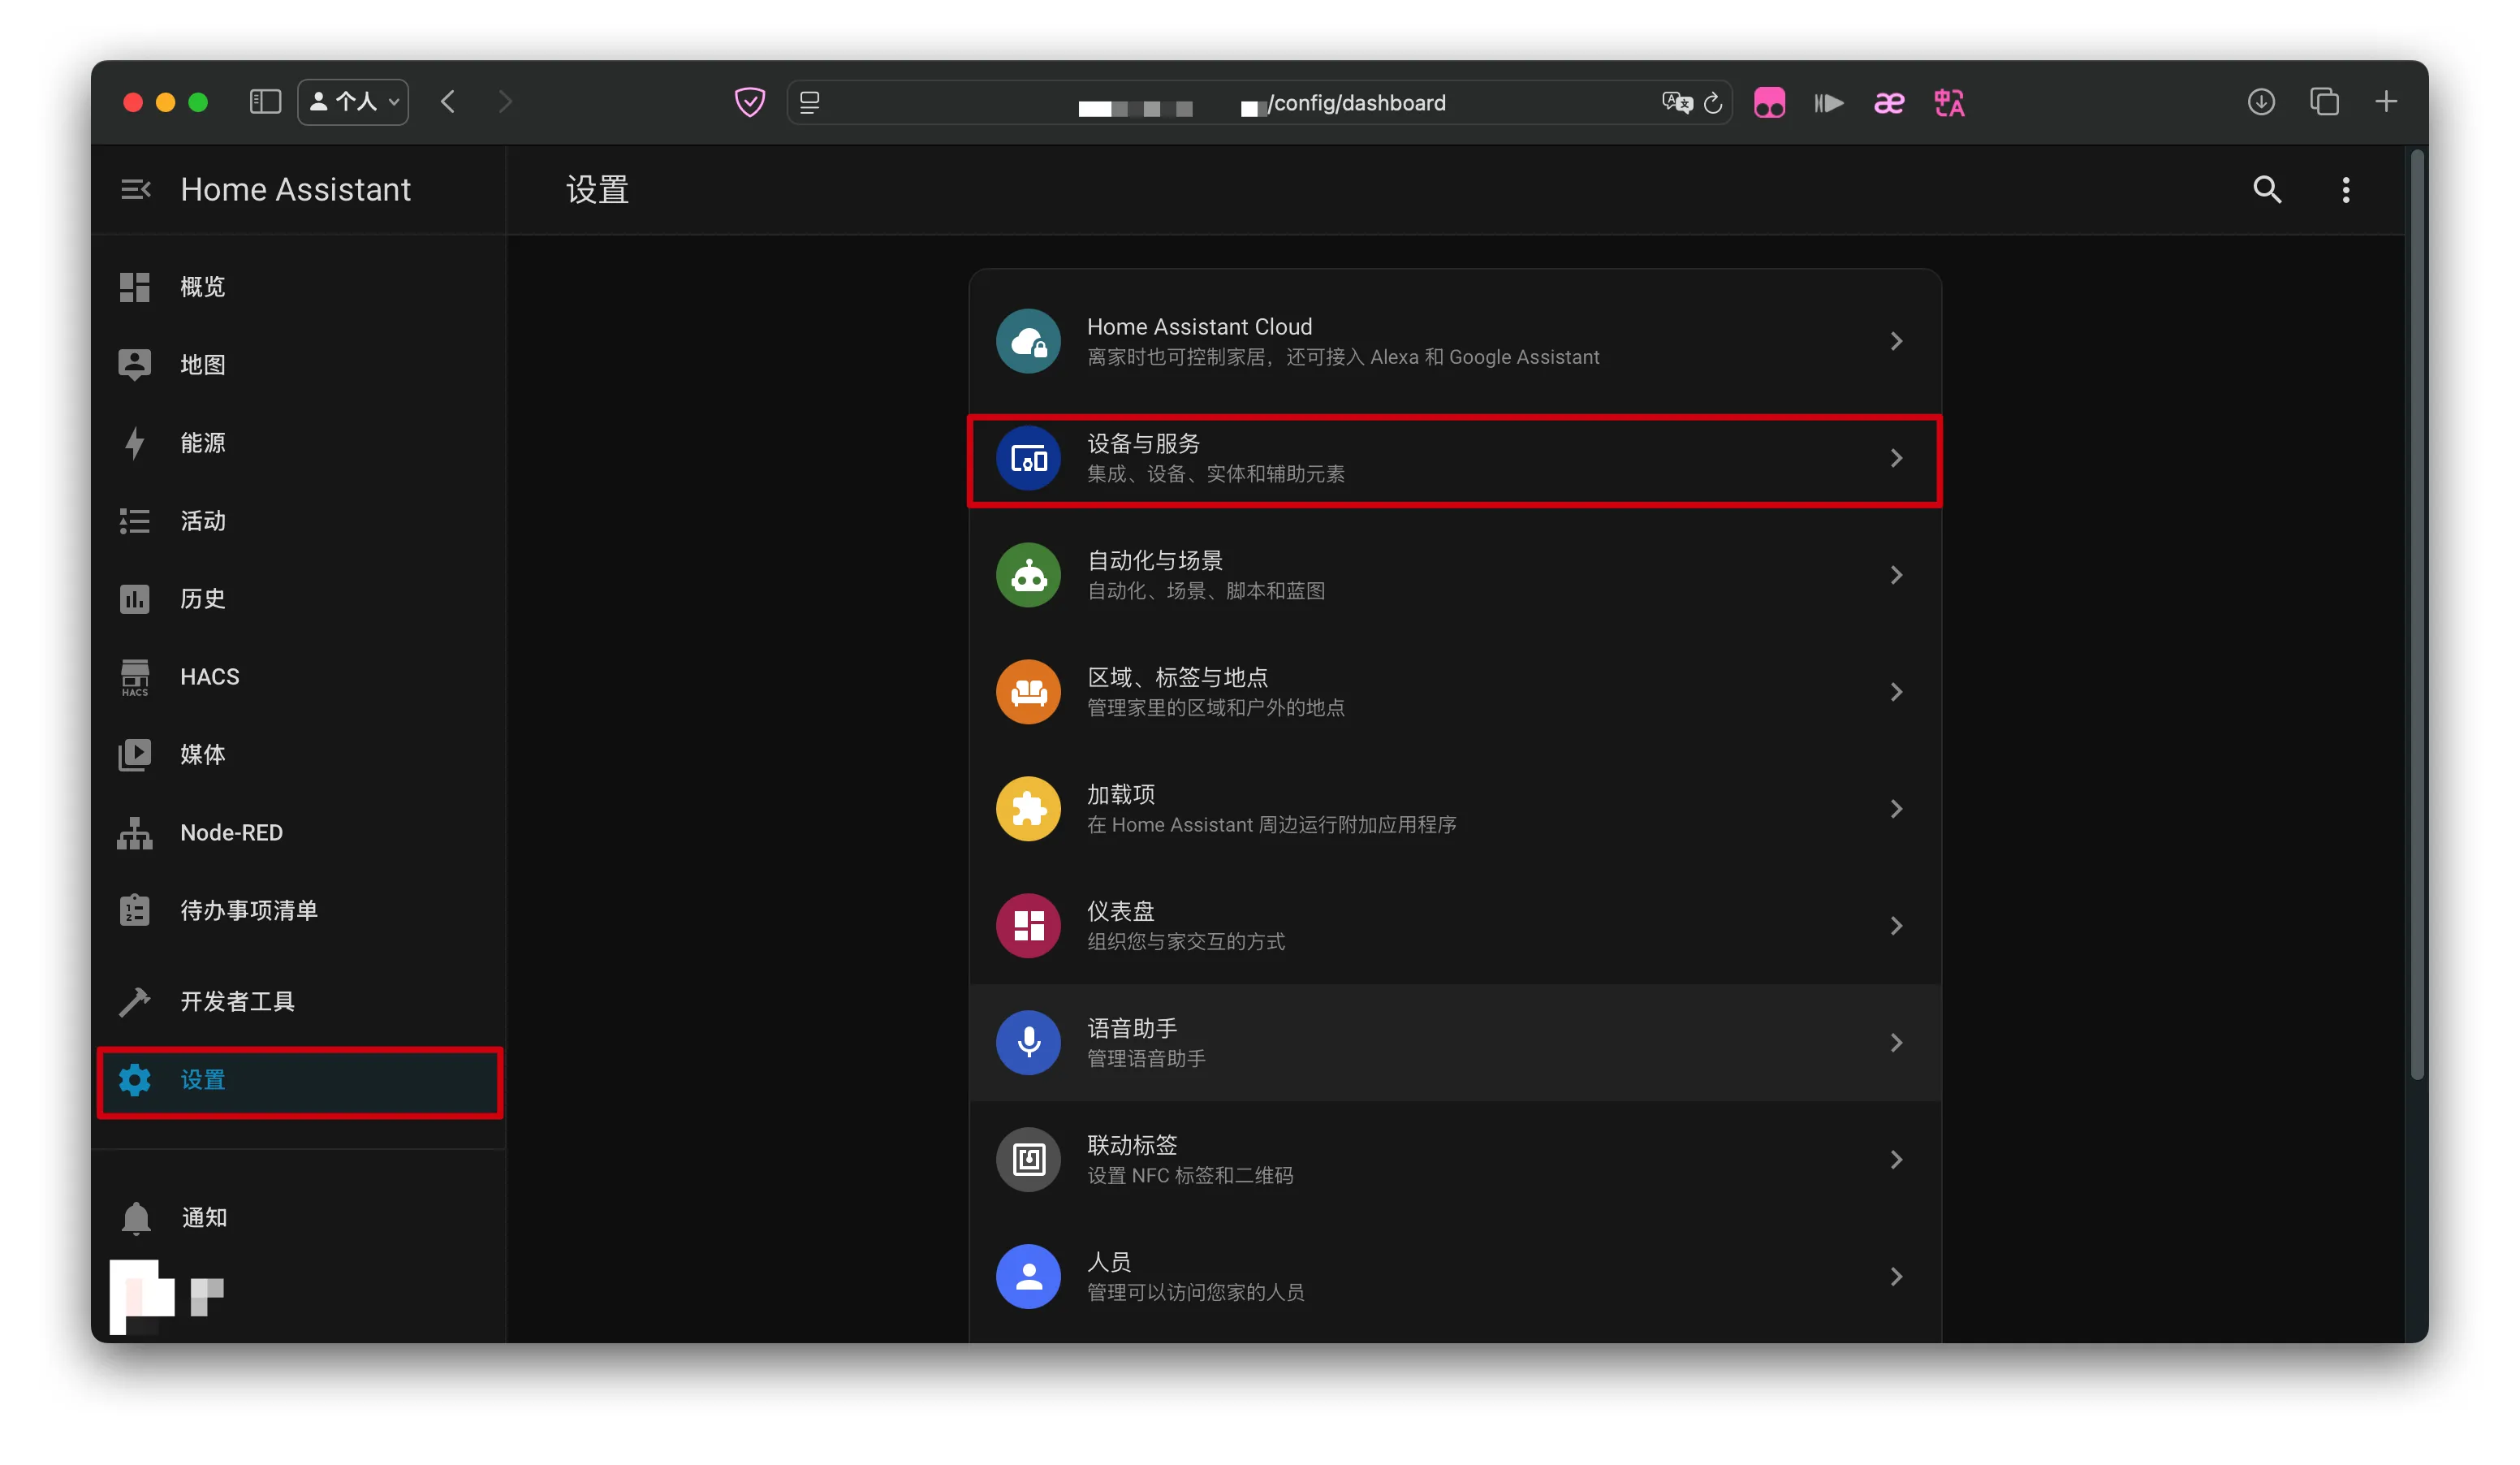 个人
/config/dashboard
Home Assistant
设置
概览
地图
能源
活动
历史
HACS
HACS
媒体
Node-RED
待办事项清单
开发者工具
设置
通知
Home Assistant Cloud
离家时也可控制家居，还可接入 Alexa 和 Google Assistant
设备与服务
集成、设备、实体和辅助元素
自动化与场景
自动化、场景、脚本和蓝图
区域、标签与地点
管理家里的区域和户外的地点
加载项
在 Home Assistant 周边运行附加应用程序
仪表盘
组织您与家交互的方式
语音助手
管理语音助手
联动标签
设置 NFC 标签和二维码
人员
管理可以访问您家的人员